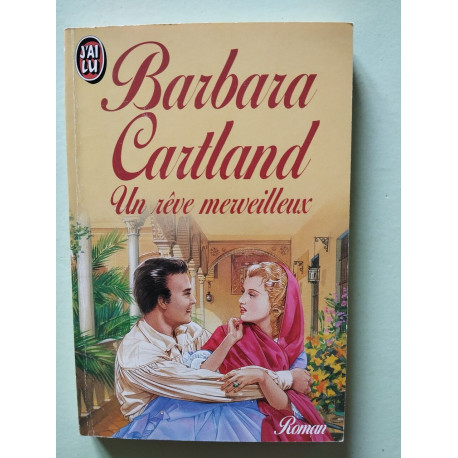 J'AI
LU
Barbara
Cartland
Un rêve merveilleux
Roman